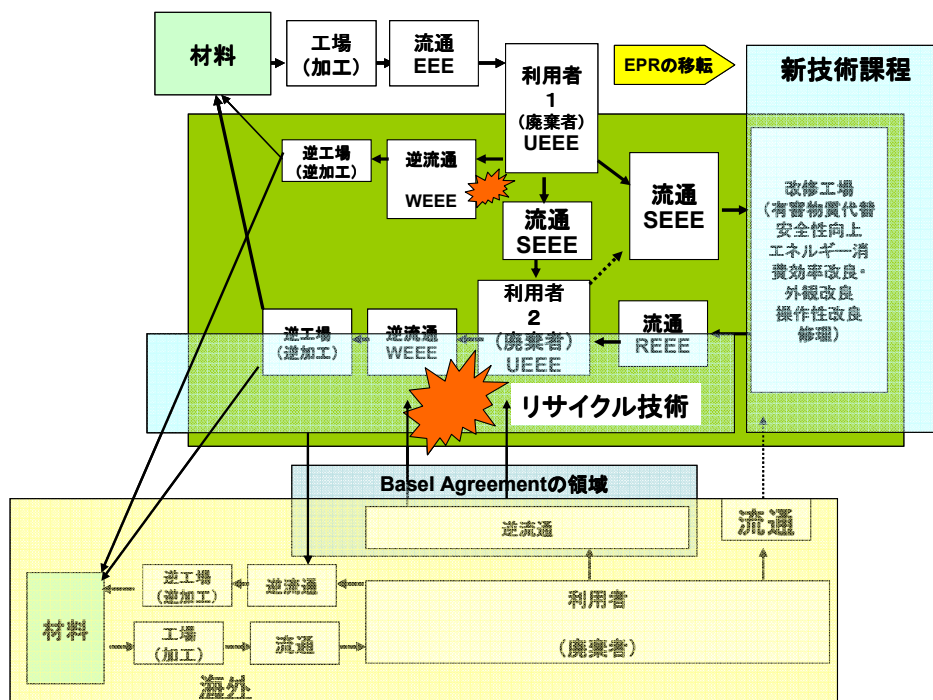 材料
工場
(加工)
流通
EEE
利用者
1
(廃棄者)
UEEE
EPRの移転
新技術課程
逆工場
(逆加工)
逆流通
WEEE
流通
SEEE
流通
SEEE
改修工場
(有害物質代替
安全性向上
エネルギー消
費効率改良・
外観改良
操作性改良
修理)
逆工場
(逆加工)
逆流通
WEEE
利用者
2
(廃棄者)
UEEE
流通
REEE
リサイクル技術
Basel Agreementの領域
逆流通
流通
逆工場
(逆加工)
逆流通
利用者
(廃棄者)
材料
工場
(加工)
流通
海外